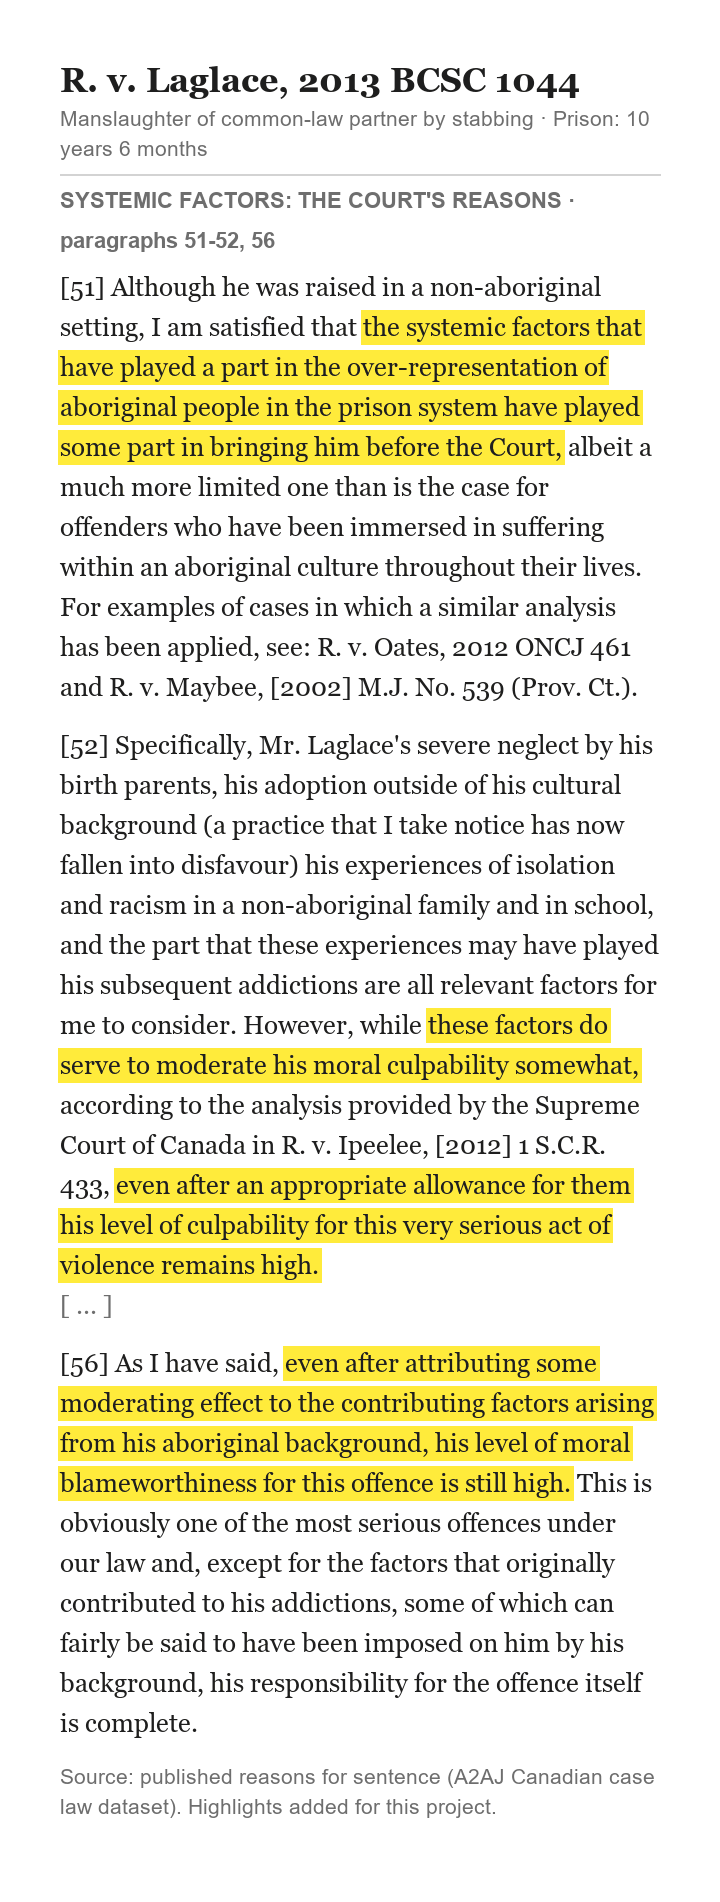 R. v. Laglace, 2013 BCSC 1044
Manslaughter of common-law partner by stabbing · Prison: 10
years 6 months
SYSTEMIC FACTORS: THE COURT'S REASONS ·
paragraphs 51-52, 56
[51] Although he was raised in a non-aboriginal
setting, I am satisfied that the systemic factors that
have played a part in the over-representation of
aboriginal people in the prison system have played
some part in bringing him before the Court, albeit a
much more limited one than is the case for
offenders who have been immersed in suffering
within an aboriginal culture throughout their lives.
For examples of cases in which a similar analysis
has been applied, see: R. v. Oates, 2012 ONCJ 461
and R. v. Maybee, [2002] M.J. No. 539 (Prov. Ct.).
[52] Specifically, Mr. Laglace's severe neglect by his
birth parents, his adoption outside of his cultural
background (a practice that I take notice has now
fallen into disfavour) his experiences of isolation
and racism in a non-aboriginal family and in school,
and the part that these experiences may have played
his subsequent addictions are all relevant factors for
me to consider. However, while these factors do
serve to moderate his moral culpability somewhat,
according to the analysis provided by the Supreme
Court of Canada in R. v. Ipeelee, [2012] 1 S.C.R.
433, even after an appropriate allowance for them
his level of culpability for this very serious act of
violence remains high.
[ ... ]
[56] As I have said, even after attributing some
moderating effect to the contributing factors arising
from his aboriginal background, his level of moral
blameworthiness for this offence is still high. This is
obviously one of the most serious offences under
our law and, except for the factors that originally
contributed to his addictions, some of which can
fairly be said to have been imposed on him by his
background, his responsibility for the offence itself
is complete.
Source: published reasons for sentence (A2AJ Canadian case
law dataset). Highlights added for this project.